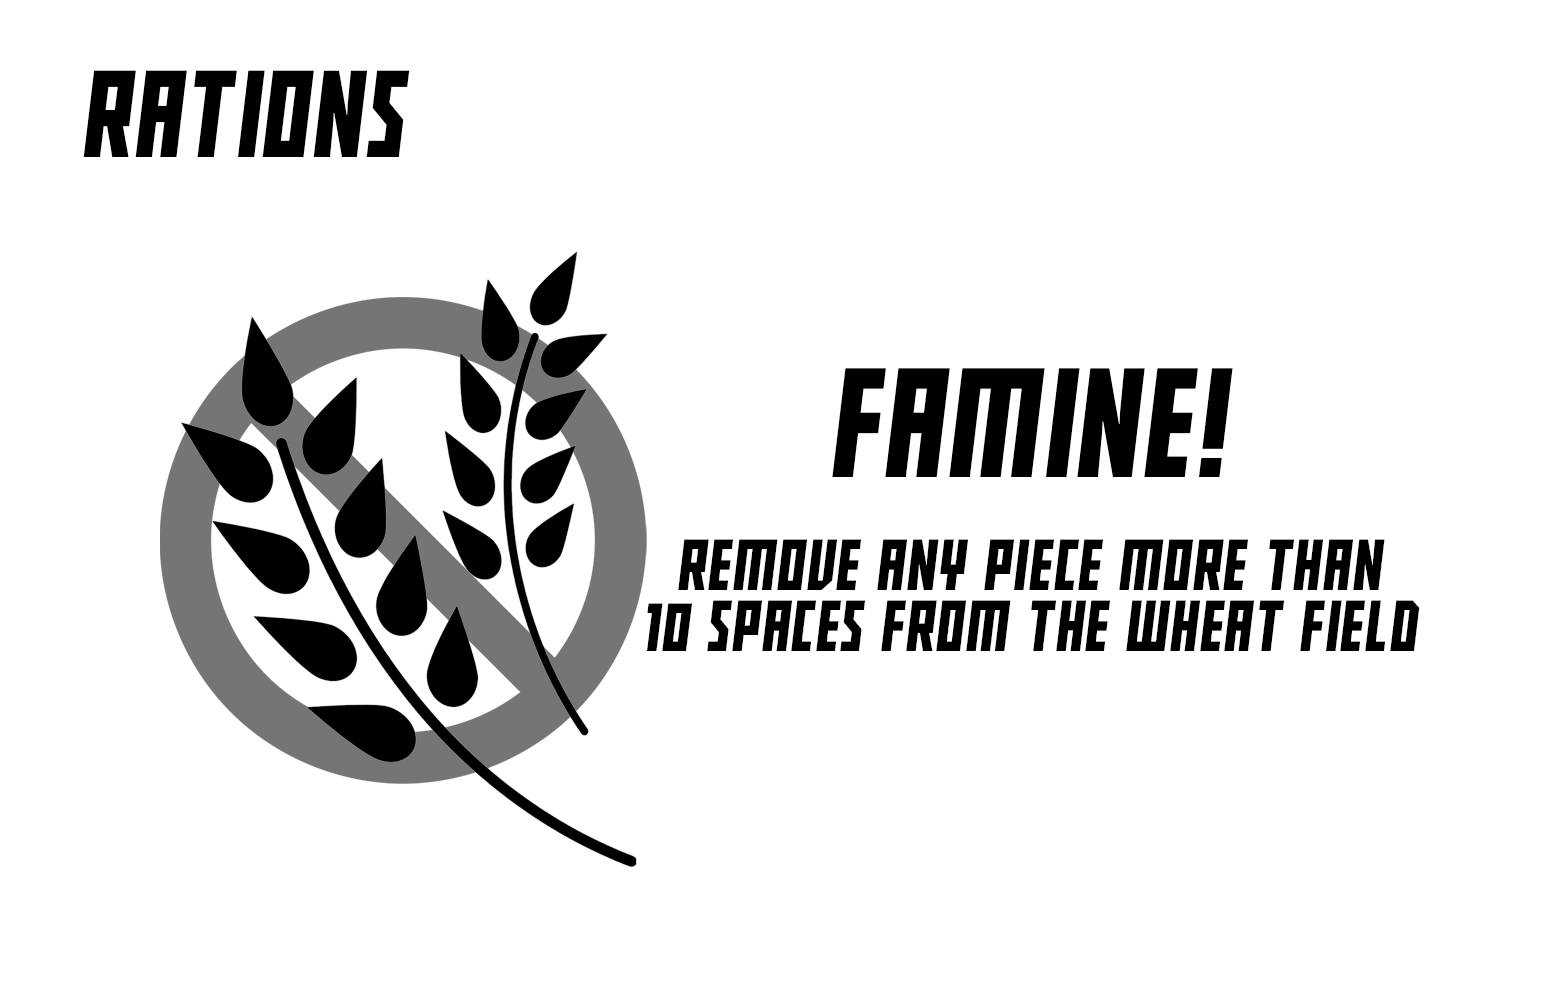 RATIONS
FAMINE!
REMOVE ANY PIECE MORE THAN
10 SPACES FROM THE WHEAT FIELD